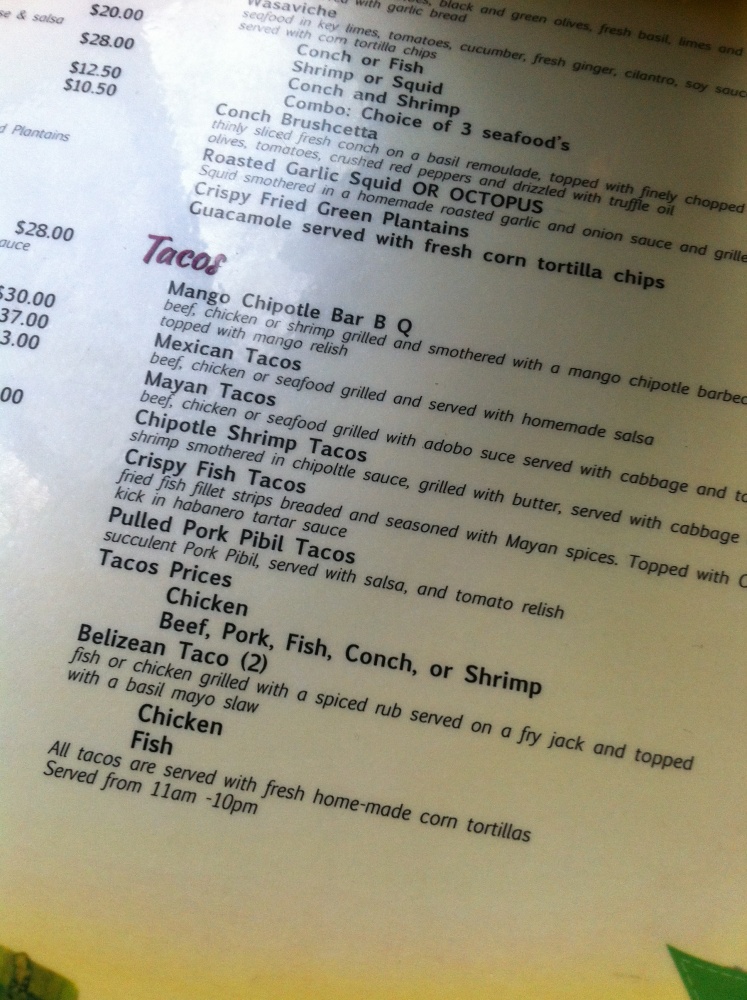 $20.00
se & salsa
$28.00
$12.50
$10.50
d Plantains
$28.00
auce
$30.00
37.00
3.00
00
with garlic bread
black and green olives, fresh basil, limes and
Wasaviche
seafood in key limes, tomatoes, cucumber, fresh ginger, cilantro, soy sauc
served with corn tortilla chips
Conch or Fish
Shrimp or Squid
Conch and Shrimp
Combo: Choice of 3 seafood's
Conch Brushcetta
thinly sliced fresh conch on a basil remoulade, topped with finely chopped
olives, tomatoes, crushed red peppers and drizzled with truffle oil
Roasted Garlic Squid OR OCTOPUS
Squid smothered in a homemade roasted garlic and onion sauce and grille
Crispy Fried Green Plantains
Guacamole served with fresh corn tortilla chips
Tacos
Mango Chipotle Bar B Q
beef, chicken or shrimp grilled and smothered with a mango chipotle barbec
topped with mango relish
Mexican Tacos
beef, chicken or seafood grilled and served with homemade salsa
Mayan Tacos
beef, chicken or seafood grilled with adobo suce served with cabbage and to
Chipotle Shrimp Tacos
shrimp smothered in chipoltle sauce, grilled with butter, served with cabbage
Crispy Fish Tacos
fried fish fillet strips breaded and seasoned with Mayan spices. Topped with C
kick in habanero tartar sauce
Pulled Pork Pibil Tacos
succulent Pork Pibil, served with salsa, and tomato relish
Tacos Prices
Chicken
Beef, Pork, Fish, Conch, or Shrimp
Belizean Taco (2)
fish or chicken grilled with a spiced rub served on a fry jack and topped
with a basil mayo slaw
Chicken
Fish
All tacos are served with fresh home-made corn tortillas
Served from 11am -10pm